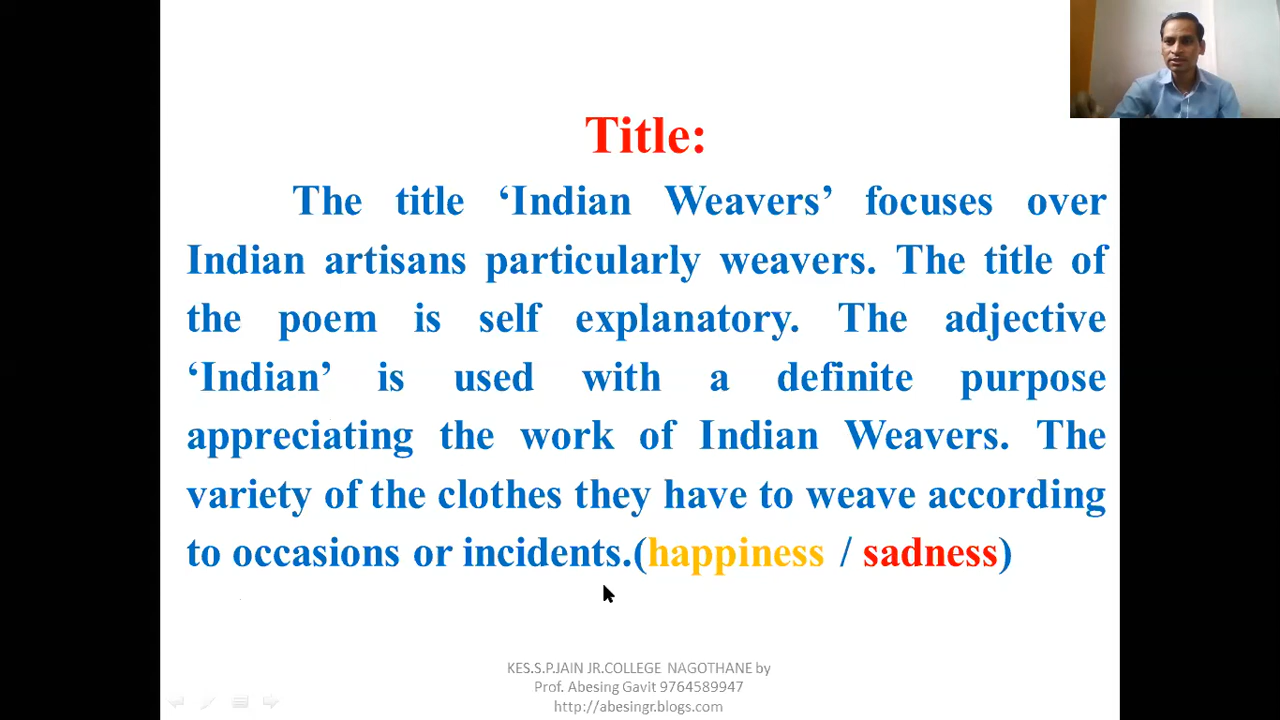 Title:
The title ‘Indian Weavers’ focuses over
Indian artisans particularly weavers. The title of
the poem is self explanatory. The adjective
‘Indian’ is used with a definite purpose
appreciating the work of Indian Weavers. The
variety of the clothes they have to weave according
to occasions or incidents.(happiness / sadness)
KES.S.P.JAIN JR.COLLEGE NAGOTHANE by
Prof. Abesing Gavit 9764589947
http://abesingr.blogs.com